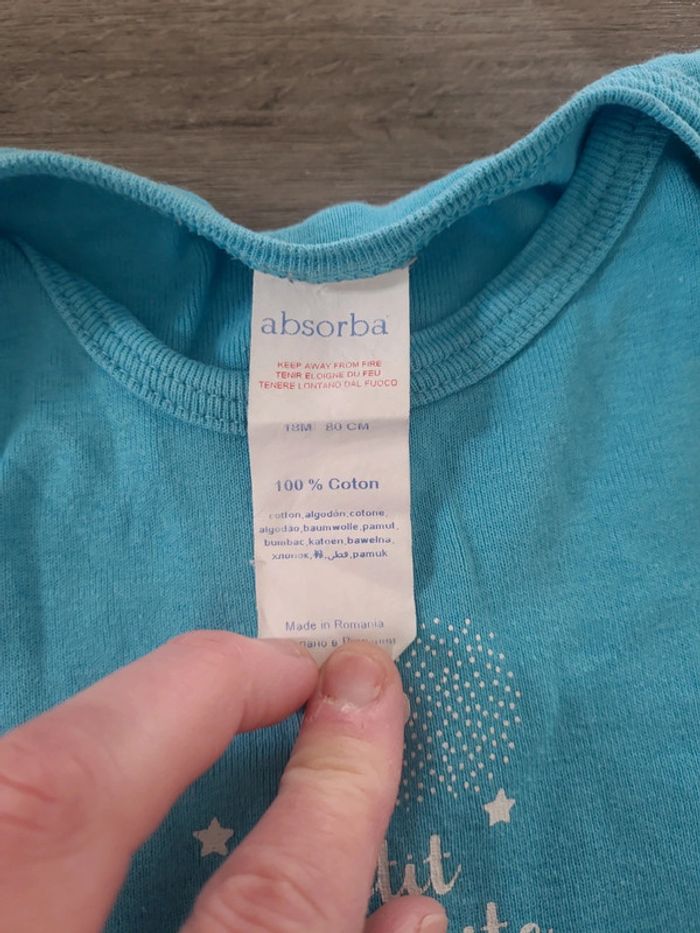 absorba
KEEP AWAY FROM FIRE
TENIR ELOIGNE DU FEU
TENERE LONTANO DAL FUOCO
18M 80 CM
100 % Coton
cotton,algodón,cotone,
algodão,baumwolle,pamut,
bumbac,katoen,bawełna,
хлопок,棉,قطن,pamuk
Made in Romania